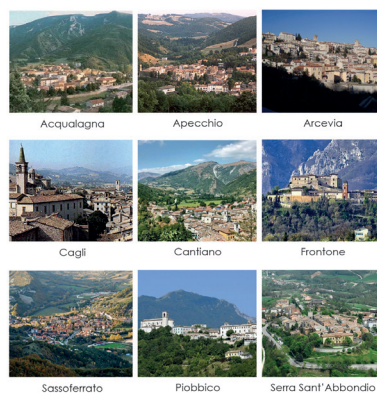 Acqualagna Apecchio Arcevia
Cagli Cantiano Frontone
Sassoferrato Piobbico Serra Sant'Abbondio